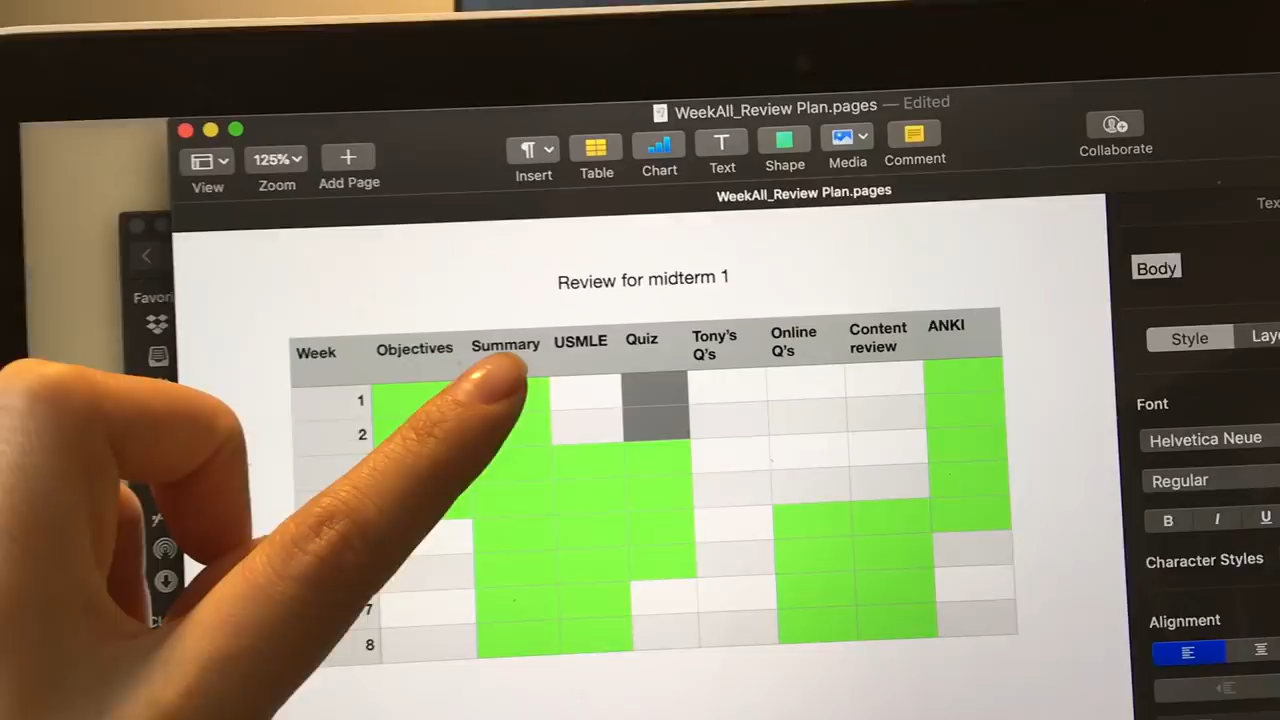 WeekAll_Review Plan.pages — Edited
125%
View
Zoom
Add Page
Insert
Table
Chart
T
Text
Shape
Media
Comment
Collaborate
WeekAll_Review Plan.pages
Body
Style
Font
Helvetica Neue
Regular
B I U
Character Styles
Alignment
Review for midterm 1
Week Objectives Summary USMLE Quiz Tony's Q's Online Q's Content review ANKI
1
2
7
8